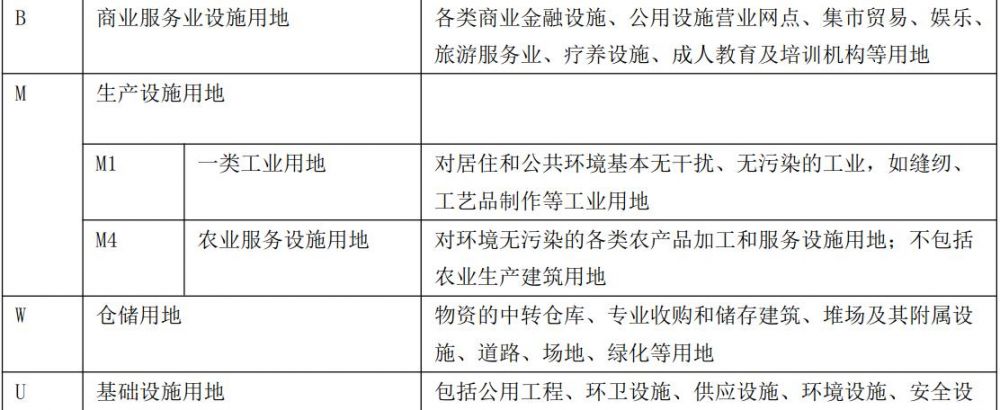 B 商业服务业设施用地 各类商业金融设施、公用设施营业网点、集市贸易、娱乐、
旅游服务业、疗养设施、成人教育及培训机构等用地
M 生产设施用地
M1 一类工业用地 对居住和公共环境基本无干扰、无污染的工业，如缝纫、
工艺品制作等工业用地
M4 农业服务设施用地 对环境无污染的各类农产品加工和服务设施用地；不包括
农业生产建筑用地
W 仓储用地 物资的中转仓库、专业收购和储存建筑、堆场及其附属设
施、道路、场地、绿化等用地
U 基础设施用地 包括公用工程、环卫设施、供应设施、环境设施、安全设